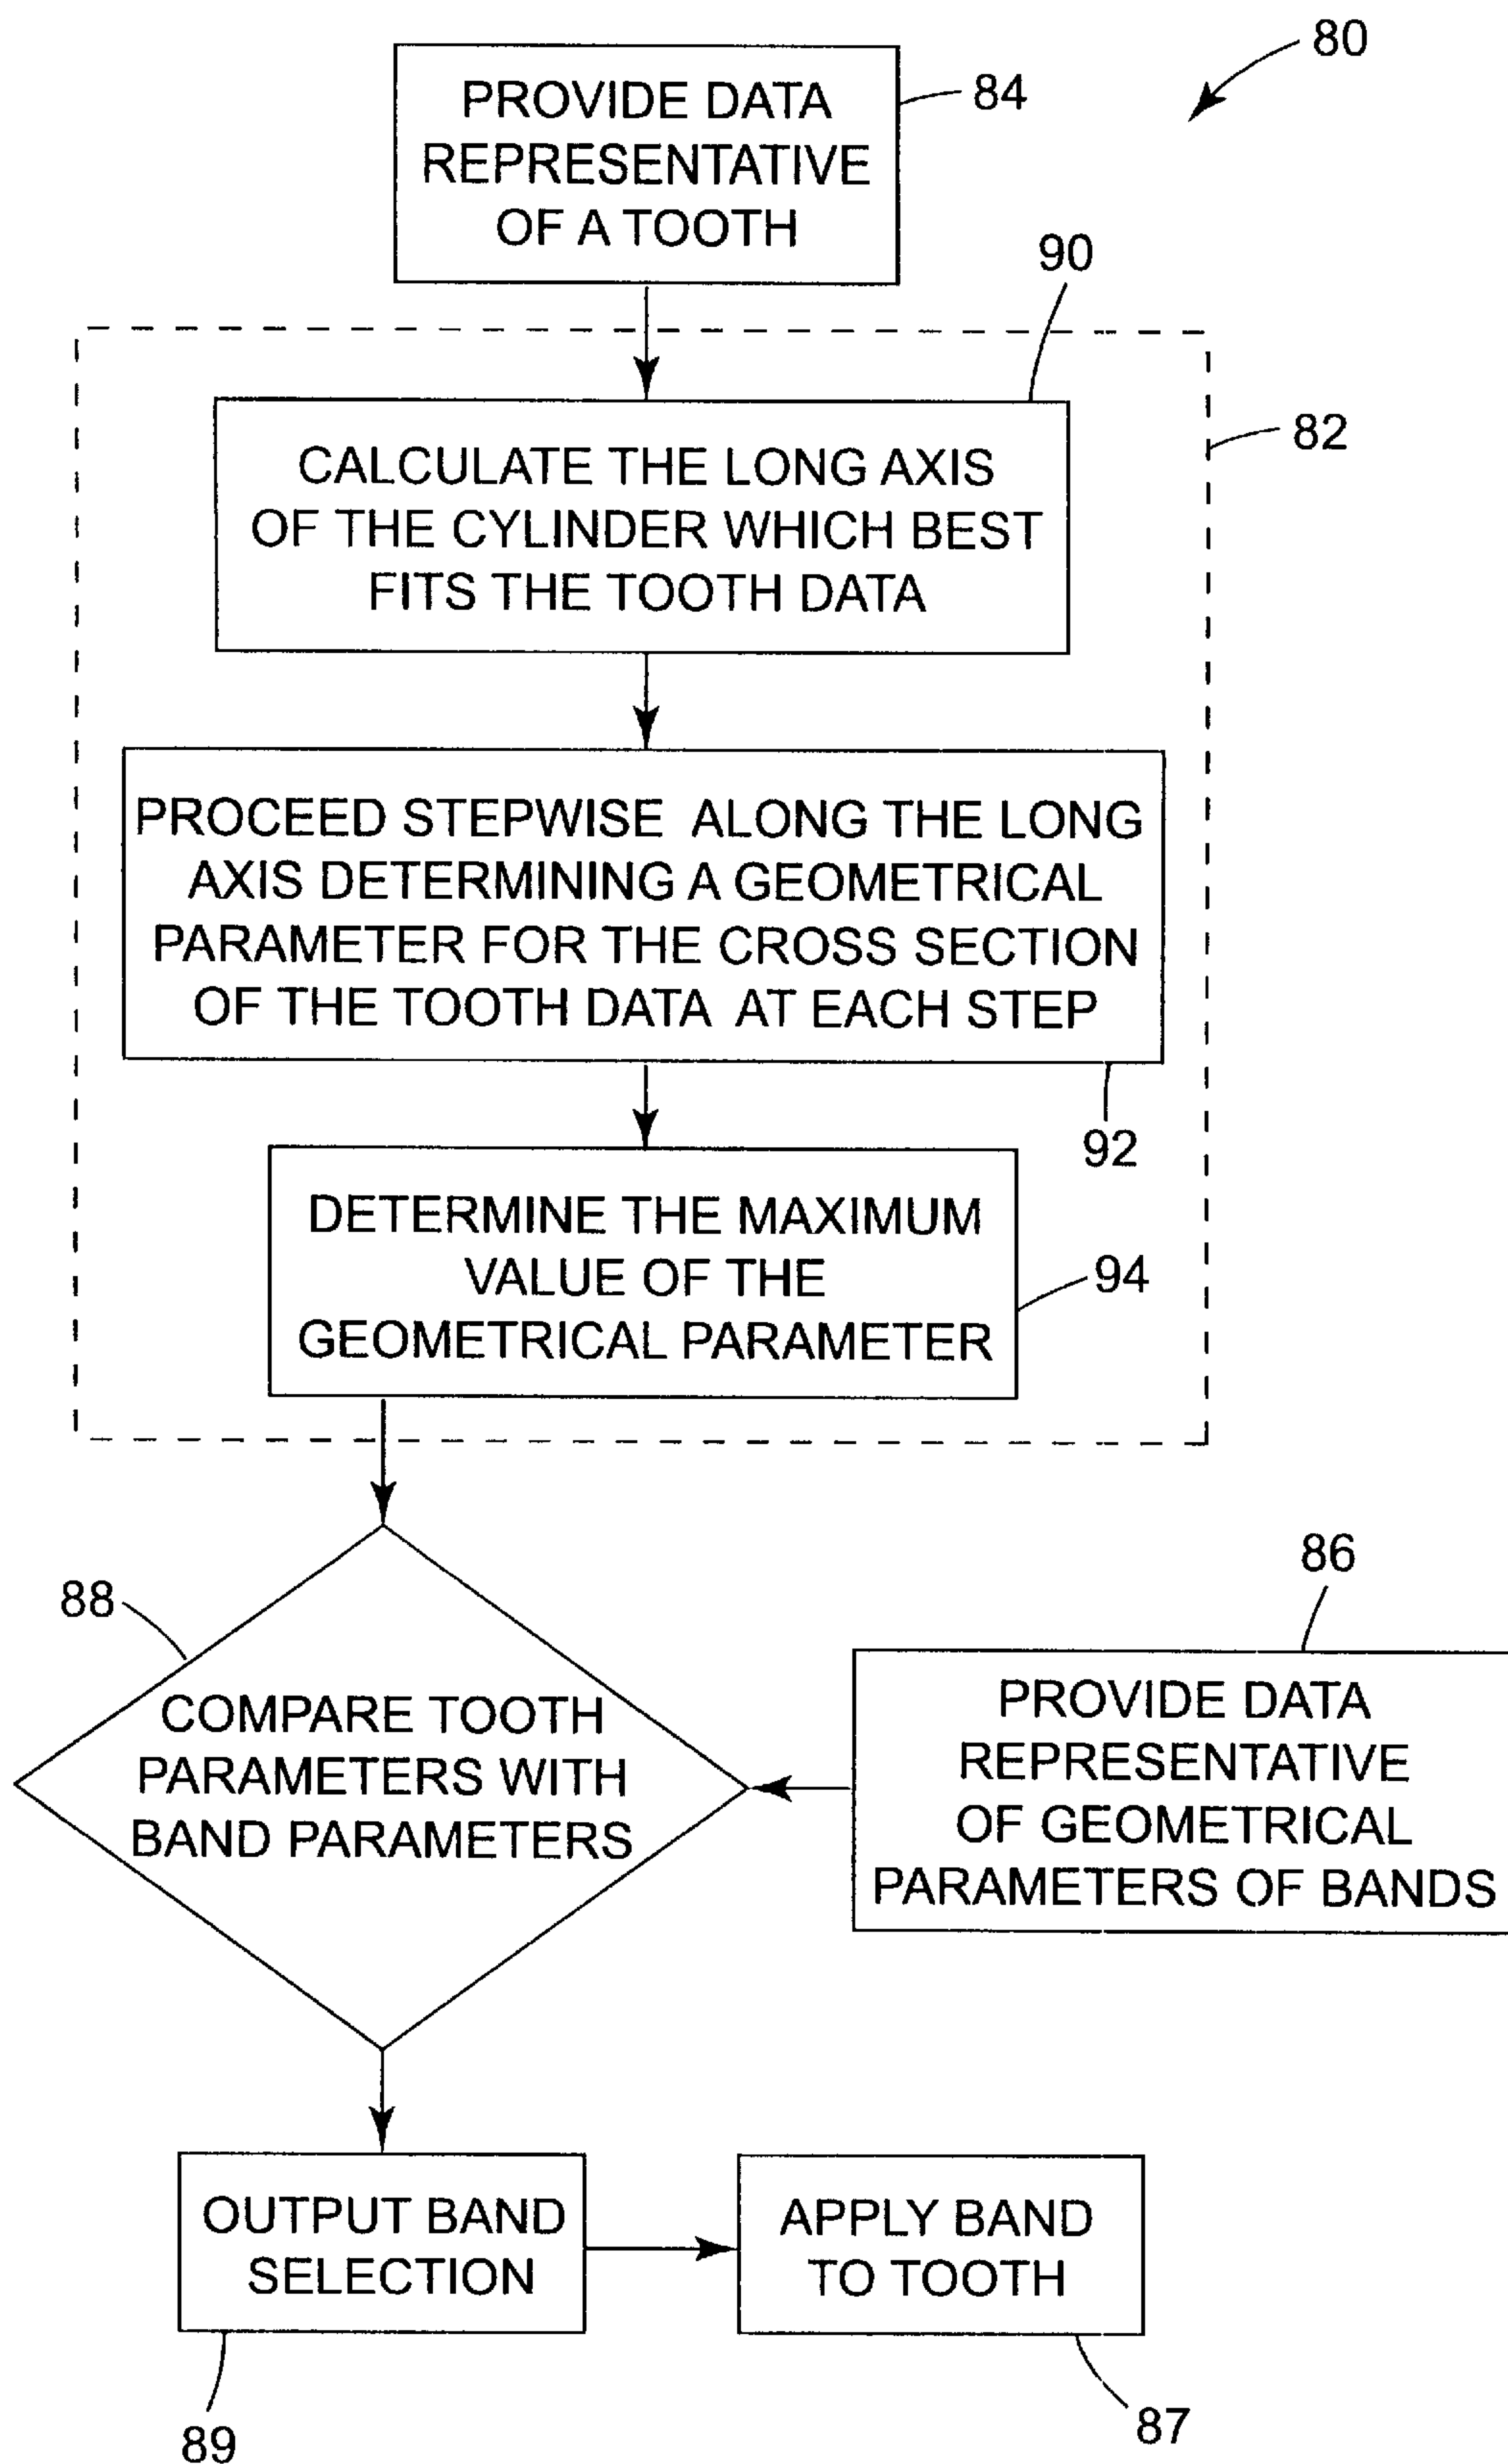 80
PROVIDE DATA
REPRESENTATIVE
OF A TOOTH
84
90
82
CALCULATE THE LONG AXIS
OF THE CYLINDER WHICH BEST
FITS THE TOOTH DATA
PROCEED STEPWISE ALONG THE LONG
AXIS DETERMINING A GEOMETRICAL
PARAMETER FOR THE CROSS SECTION
OF THE TOOTH DATA AT EACH STEP
92
DETERMINE THE MAXIMUM
VALUE OF THE
GEOMETRICAL PARAMETER
94
88
COMPARE TOOTH
PARAMETERS WITH
BAND PARAMETERS
86
PROVIDE DATA
REPRESENTATIVE
OF GEOMETRICAL
PARAMETERS OF BANDS
OUTPUT BAND
SELECTION
89
APPLY BAND
TO TOOTH
87